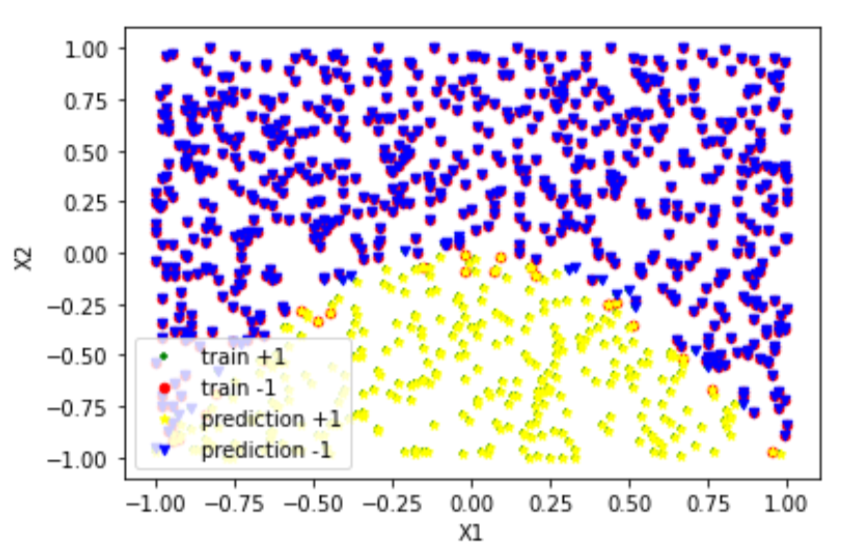 1.00
0.75
0.50
0.25
0.00
−0.25
−0.50
−0.75
−1.00
X2
train +1
train -1
prediction +1
prediction -1
−1.00 −0.75 −0.50 −0.25 0.00 0.25 0.50 0.75 1.00
X1